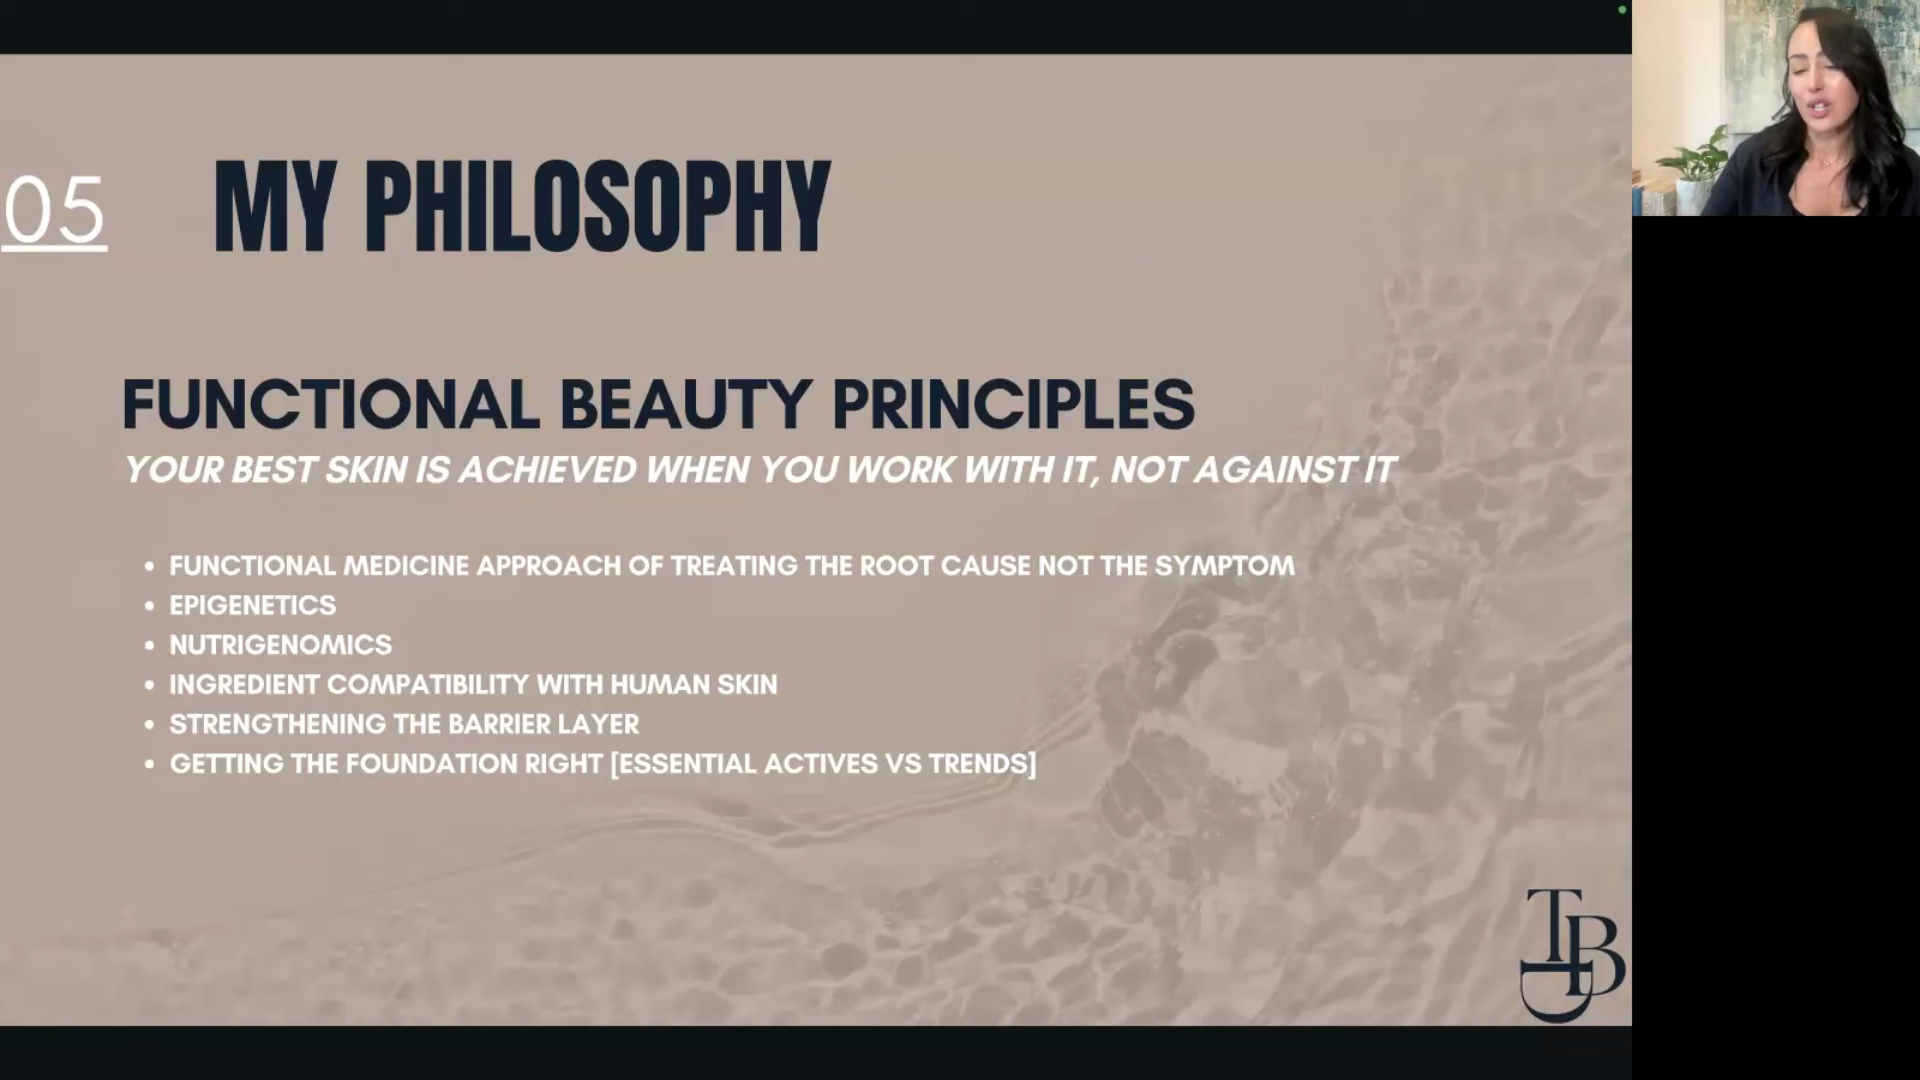 05
MY PHILOSOPHY
FUNCTIONAL BEAUTY PRINCIPLES
YOUR BEST SKIN IS ACHIEVED WHEN YOU WORK WITH IT, NOT AGAINST IT
• FUNCTIONAL MEDICINE APPROACH OF TREATING THE ROOT CAUSE NOT THE SYMPTOM
• EPIGENETICS
• NUTRIGENOMICS
• INGREDIENT COMPATIBILITY WITH HUMAN SKIN
• STRENGTHENING THE BARRIER LAYER
• GETTING THE FOUNDATION RIGHT [ESSENTIAL ACTIVES VS TRENDS]
TJB